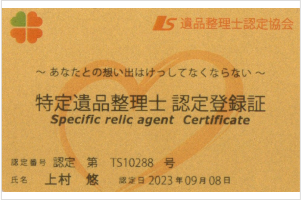 LS 遺品整理士認定協会
～ あなたとの想い出はけっしてなくならない ～
特定遺品整理士 認定登録証
Specific relic agent Certificate
認定番号 認定 第 TS10288 号
氏名 上村 悠 認定日 2023年09月08日